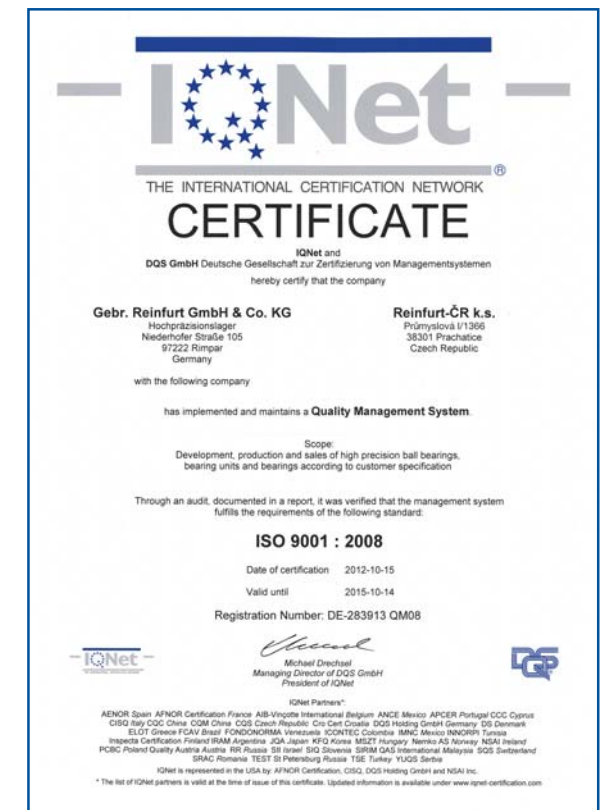 IQNet
®
THE INTERNATIONAL CERTIFICATION NETWORK
CERTIFICATE
IQNet and
DQS GmbH Deutsche Gesellschaft zur Zertifizierung von Managementsystemen
hereby certify that the company
Gebr. Reinfurt GmbH & Co. KG
Hochpräzisionslager
Niederhofer Straße 105
97222 Rimpar
Germany
Reinfurt-ČR k.s.
Průmyslová I/1366
38301 Prachatice
Czech Republic
with the following company
has implemented and maintains a Quality Management System.
Scope:
Development, production and sales of high precision ball bearings,
bearing units and bearings according to customer specification
Through an audit, documented in a report, it was verified that the management system
fulfills the requirements of the following standard:
ISO 9001 : 2008
Date of certification 2012-10-15
Valid until 2015-10-14
Registration Number: DE-283913 QM08
IQNet
Michael Drechsel
Managing Director of DQS GmbH
President of IQNet
DQS
IQNet Partners*:
AENOR Spain AFNOR Certification France AIB-Vinçotte International Belgium ANCE Mexico APCER Portugal CCC Cyprus
CISQ Italy CQC China CQM China CQS Czech Republic Cro Cert Croatia DQS Holding GmbH Germany DS Denmark
ELOT Greece FCAV Brazil FONDONORMA Venezuela ICONTEC Colombia IMNC Mexico INNORPI Tunisia
Inspecta Certification Finland IRAM Argentina JQA Japan KFQ Korea MSZT Hungary Nemko AS Norway NSAI Ireland
PCBC Poland Quality Austria Austria RR Russia SII Israel SIQ Slovenia SIRIM QAS International Malaysia SQS Switzerland
SRAC Romania TEST St Petersburg Russia TSE Turkey YUQS Serbia
IQNet is represented in the USA by: AFNOR Certification, CISQ, DQS Holding GmbH and NSAI Inc.
* The list of IQNet partners is valid at the time of issue of this certificate. Updated information is available under www.iqnet-certification.com